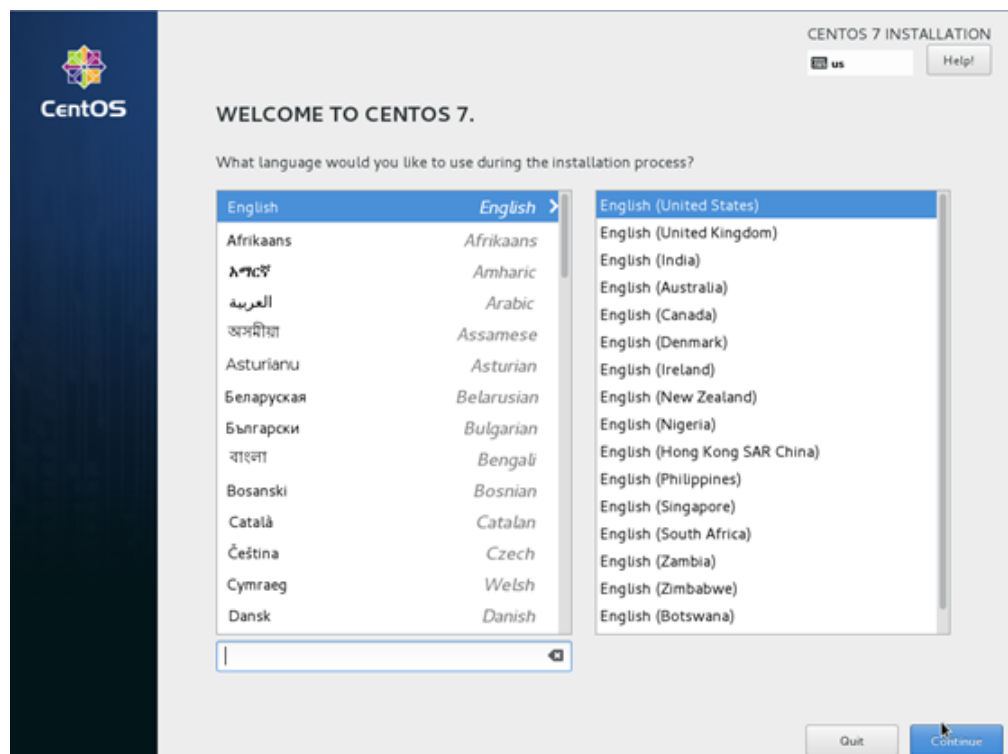 CentOS
CENTOS 7 INSTALLATION
us
Help!
WELCOME TO CENTOS 7.
What language would you like to use during the installation process?
English English
Afrikaans Afrikaans
አማርኛ Amharic
العربية Arabic
অসমীয়া Assamese
Asturianu Asturian
Беларуская Belarusian
Български Bulgarian
বাংলা Bengali
Bosanski Bosnian
Català Catalan
Čeština Czech
Cymraeg Welsh
Dansk Danish
English (United States)
English (United Kingdom)
English (India)
English (Australia)
English (Canada)
English (Denmark)
English (Ireland)
English (New Zealand)
English (Nigeria)
English (Hong Kong SAR China)
English (Philippines)
English (Singapore)
English (South Africa)
English (Zambia)
English (Zimbabwe)
English (Botswana)
Quit
Continue